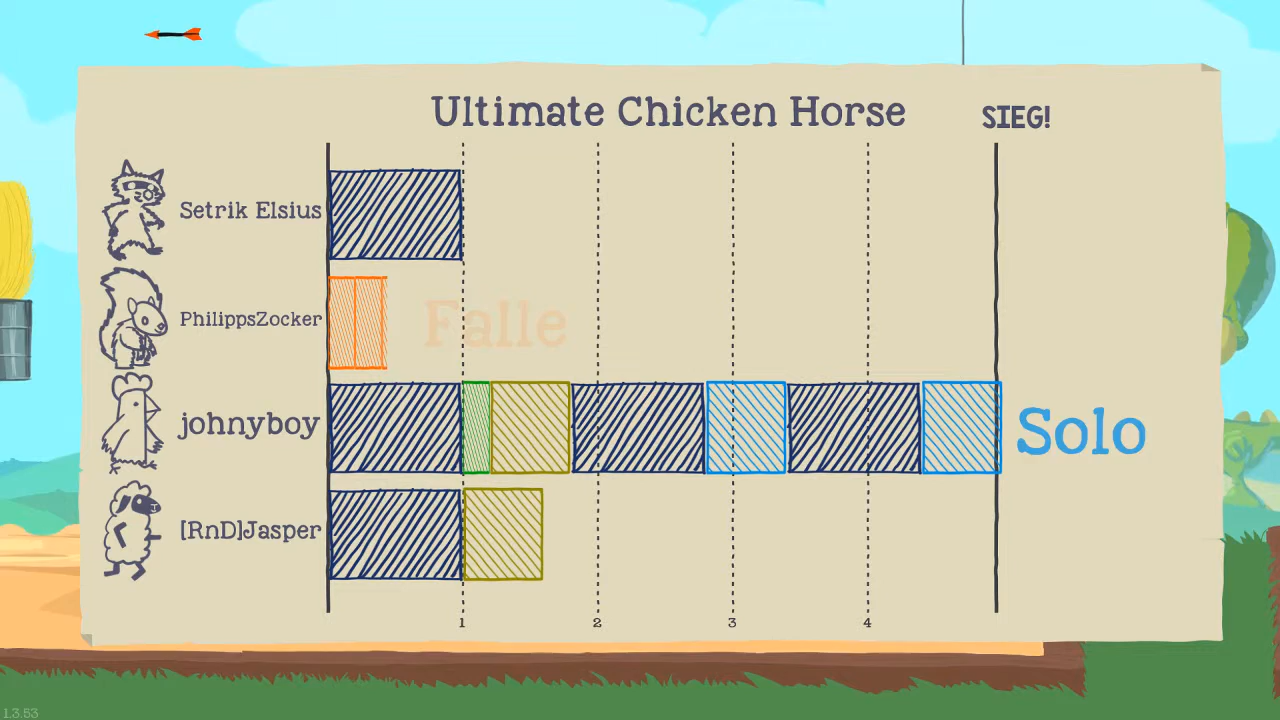 Ultimate Chicken Horse
SIEG!
Setrik Elsius
PhilippsZocker
Falle
johnyboy
Solo
[RnD]Jasper
1 2 3 4
1.3.53